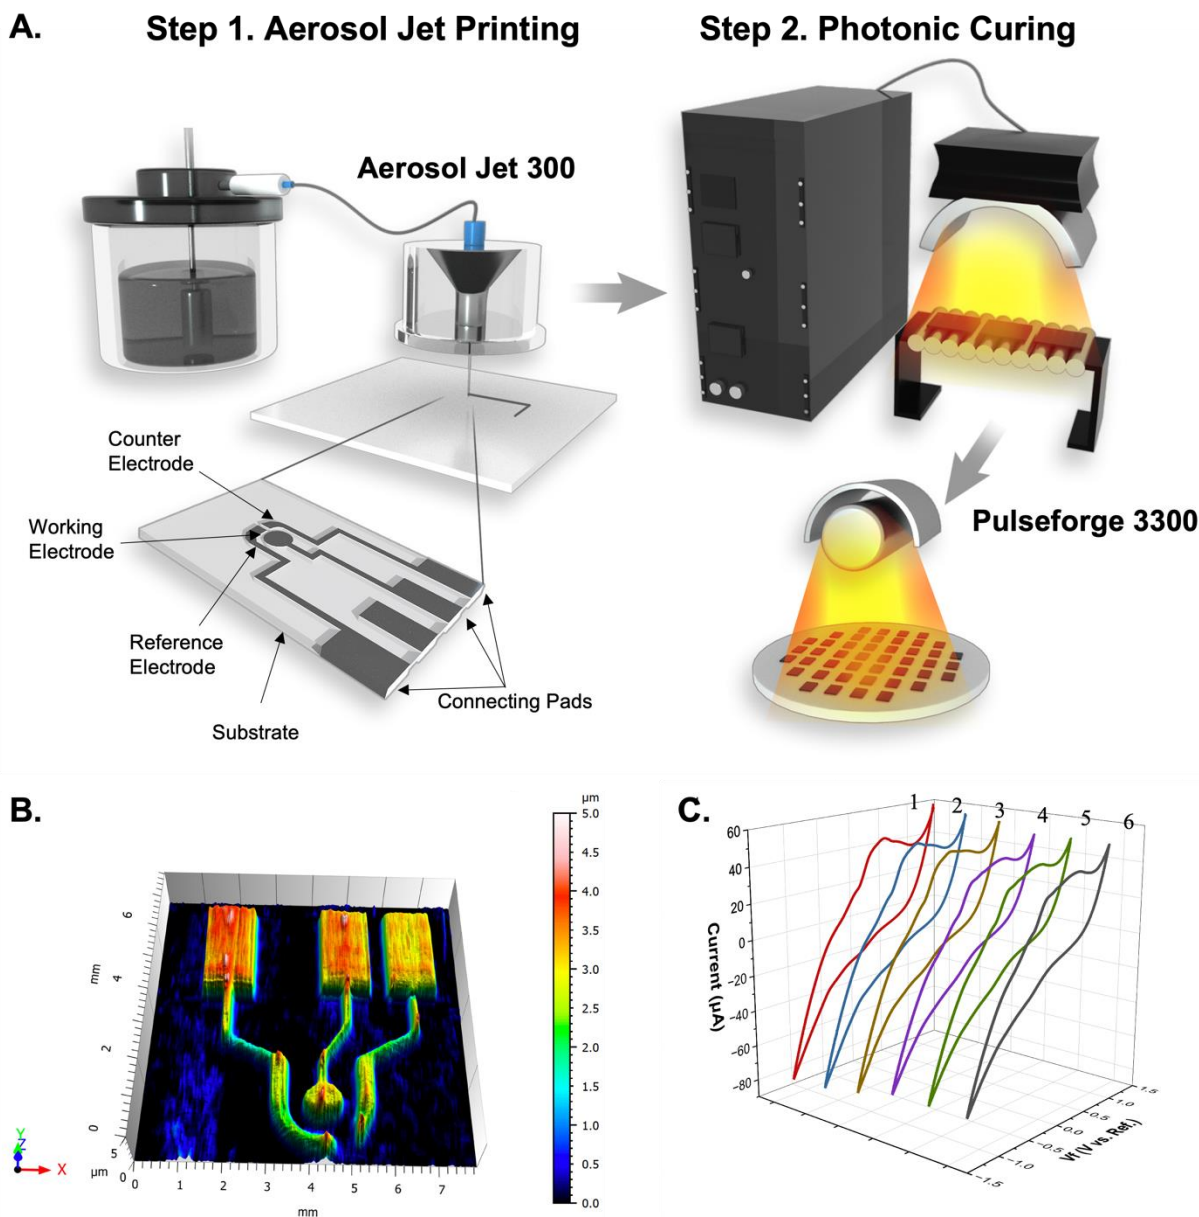 A.
Step 1. Aerosol Jet Printing
Step 2. Photonic Curing
Aerosol Jet 300
Counter
Electrode
Working
Electrode
Reference
Electrode
Substrate
Connecting Pads
Pulseforge 3300
B.
µm
5.0
4.5
4.0
3.5
3.0
2.5
2.0
1.5
1.0
0.5
0.0
6
4
2
0
mm
5
µm
0
0
1
2
3
4
5
6
7
mm
Y
Z
X
C.
1
2
3
4
5
6
60
40
20
0
−20
−40
−60
−80
Current (µA)
1.5
1.0
0.5
0.0
−0.5
−1.0
−1.5
Vf (V vs. Ref.)